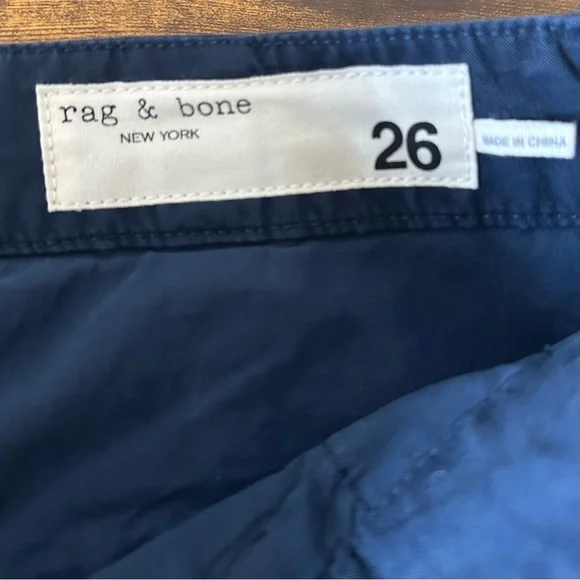 rag & bone
NEW YORK
26
MADE IN CHINA